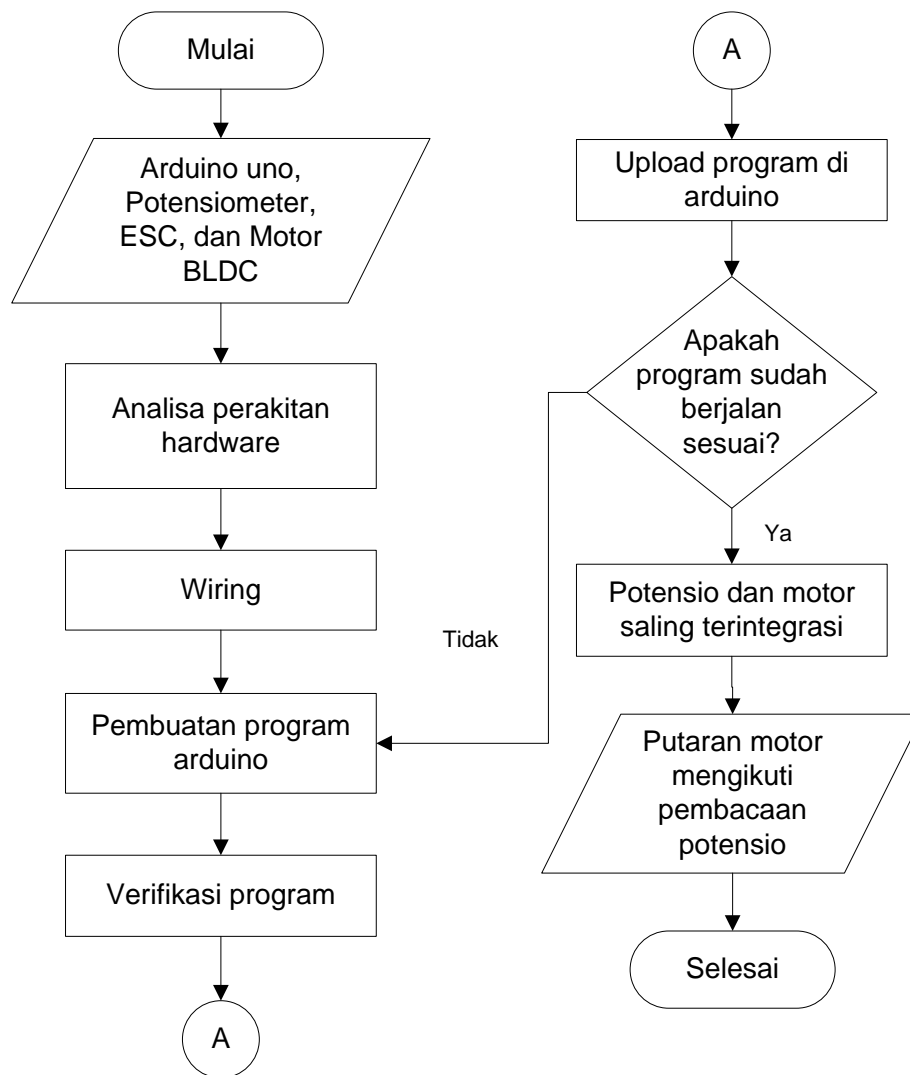 Mulai
Arduino uno,
Potensiometer,
ESC, dan Motor
BLDC
Analisa perakitan
hardware
Wiring
Pembuatan program
arduino
Verifikasi program
A
A
Upload program di
arduino
Apakah
program sudah
berjalan
sesuai?
Tidak
Ya
Potensio dan motor
saling terintegrasi
Putaran motor
mengikuti
pembacaan
potensio
Selesai